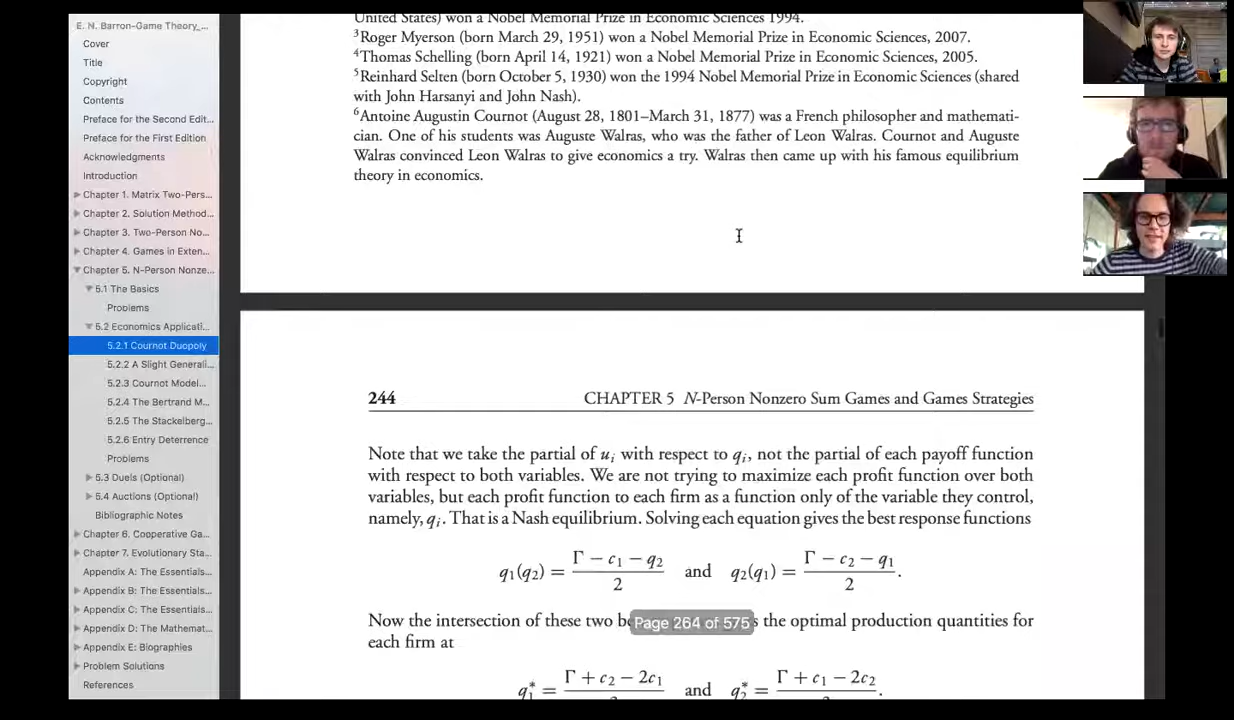 E. N. Barron-Game Theory_...
Cover
Title
Copyright
Contents
Preface for the Second Edit...
Preface for the First Edition
Acknowledgments
Introduction
Chapter 1. Matrix Two-Pers...
Chapter 2. Solution Method...
Chapter 3. Two-Person No...
Chapter 4. Games in Exten...
Chapter 5. N-Person Nonze...
5.1 The Basics
Problems
5.2 Economics Applicati...
5.2.1 Cournot Duopoly
5.2.2 A Slight Generali...
5.2.3 Cournot Model...
5.2.4 The Bertrand M...
5.2.5 The Stackelberg...
5.2.6 Entry Deterrence
Problems
5.3 Duels (Optional)
5.4 Auctions (Optional)
Bibliographic Notes
Chapter 6. Cooperative Ga...
Chapter 7. Evolutionary Sta...
Appendix A: The Essentials...
Appendix B: The Essentials...
Appendix C: The Essentials...
Appendix D: The Mathemat...
Appendix E: Biographies
Problem Solutions
References
United States) won a Nobel Memorial Prize in Economic Sciences 1994.
³Roger Myerson (born March 29, 1951) won a Nobel Memorial Prize in Economic Sciences, 2007.
⁴Thomas Schelling (born April 14, 1921) won a Nobel Memorial Prize in Economic Sciences, 2005.
⁵Reinhard Selten (born October 5, 1930) won the 1994 Nobel Memorial Prize in Economic Sciences (shared
with John Harsanyi and John Nash).
⁶Antoine Augustin Cournot (August 28, 1801–March 31, 1877) was a French philosopher and mathemati-
cian. One of his students was Auguste Walras, who was the father of Leon Walras. Cournot and Auguste
Walras convinced Leon Walras to give economics a try. Walras then came up with his famous equilibrium
theory in economics.
244 CHAPTER 5 N-Person Nonzero Sum Games and Games Strategies
Note that we take the partial of uᵢ with respect to qᵢ, not the partial of each payoff function
with respect to both variables. We are not trying to maximize each profit function over both
variables, but each profit function to each firm as a function only of the variable they control,
namely, qᵢ. That is a Nash equilibrium. Solving each equation gives the best response functions
q₁(q₂) = (Γ − c₁ − q₂)/2 and q₂(q₁) = (Γ − c₂ − q₁)/2.
Now the intersection of these two the optimal production quantities for
Page 264 of 575
each firm at
q₁* = Γ + c₂ − 2c₁ and q₂* = Γ + c₁ − 2c₂.